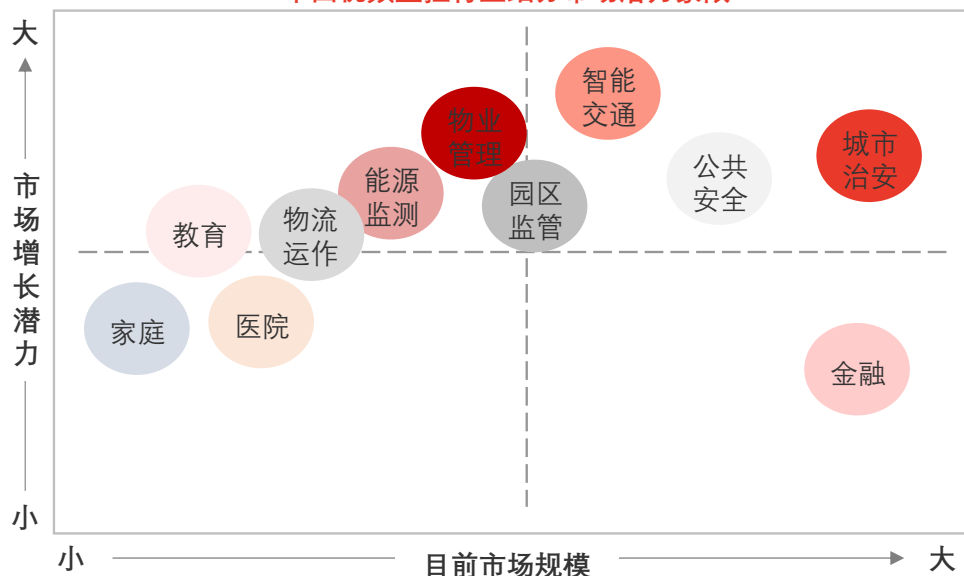 大
智能
交通
物业
管理
城市
治安
公共
安全
能源
监测
园区
监管
市场增长潜力
教育
物流
运作
家庭
医院
金融
小
小
目前市场规模
大